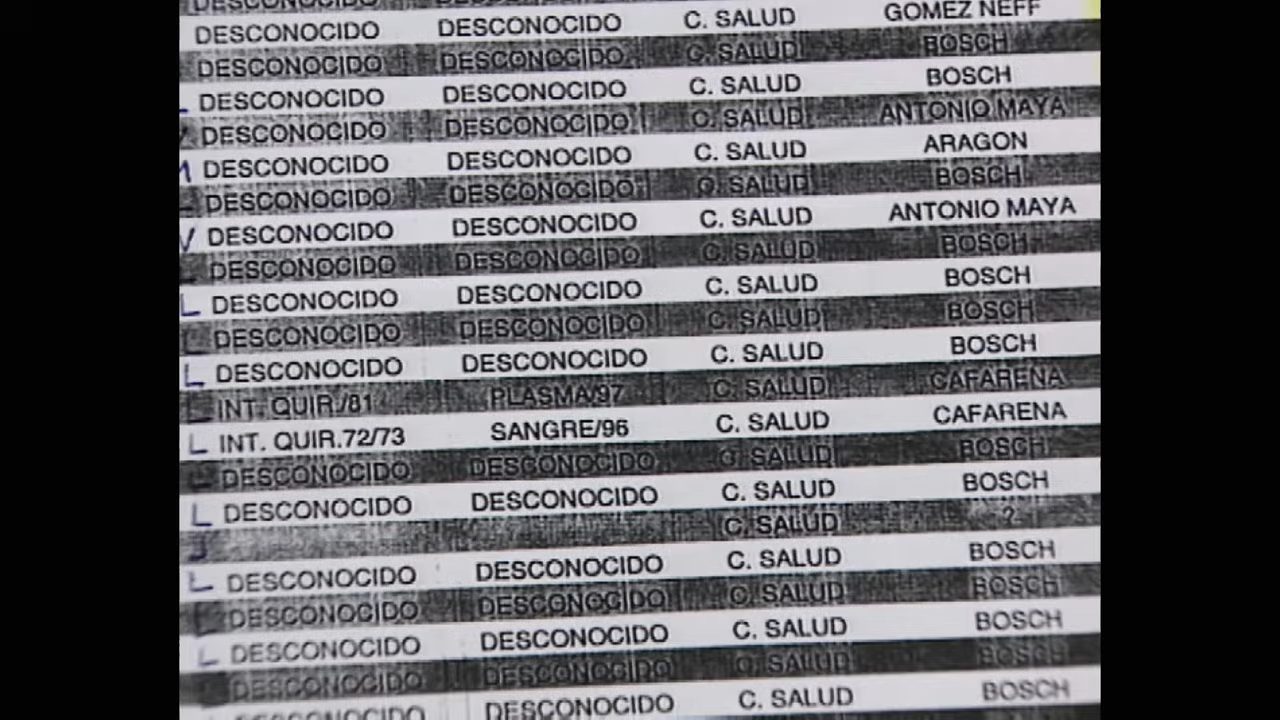 DESCONOCIDO
DESCONOCIDO DESCONOCIDO C. SALUD GOMEZ NEFF
DESCONOCIDO DESCONOCIDO C. SALUD BOSCH
L DESCONOCIDO DESCONOCIDO C. SALUD BOSCH
V DESCONOCIDO DESCONOCIDO C. SALUD ANTONIO MAYA
M DESCONOCIDO DESCONOCIDO C. SALUD ARAGON
L DESCONOCIDO DESCONOCIDO C. SALUD BOSCH
V DESCONOCIDO DESCONOCIDO C. SALUD ANTONIO MAYA
L DESCONOCIDO DESCONOCIDO C. SALUD BOSCH
L DESCONOCIDO DESCONOCIDO C. SALUD BOSCH
L DESCONOCIDO DESCONOCIDO C. SALUD BOSCH
L DESCONOCIDO DESCONOCIDO C. SALUD BOSCH
L INT. QUIR./81 PLASMA/97 C. SALUD CAFARENA
L INT. QUIR.72/73 SANGRE/96 C. SALUD CAFARENA
L DESCONOCIDO DESCONOCIDO C. SALUD BOSCH
L DESCONOCIDO DESCONOCIDO C. SALUD BOSCH
J C. SALUD ?
L DESCONOCIDO DESCONOCIDO C. SALUD BOSCH
L DESCONOCIDO DESCONOCIDO C. SALUD BOSCH
L DESCONOCIDO DESCONOCIDO C. SALUD BOSCH
L DESCONOCIDO DESCONOCIDO C. SALUD BOSCH
DESCONOCIDO DESCONOCIDO C. SALUD BOSCH